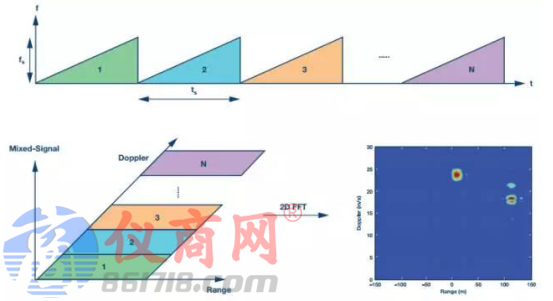 f
fₛ
1
2
3
.....
N
t
tₛ
Mixed-Signal
Doppler
N
3
2
1
Range
2D FFT
仪商网®
861718.com
Doppler (m/s)
30
25
20
15
10
5
0
-150 -100 -50 0 50 100 150
Range (m)